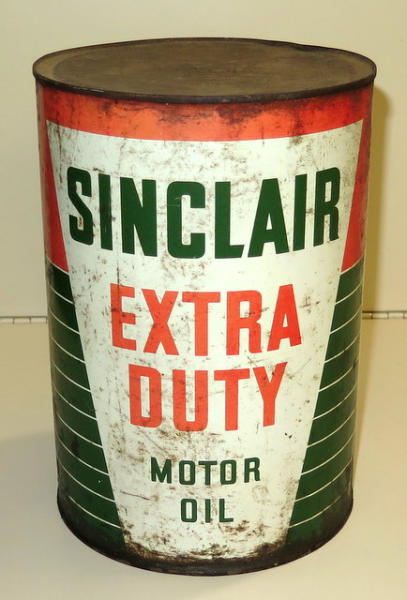 SINCLAIR
EXTRA
DUTY
MOTOR
OIL